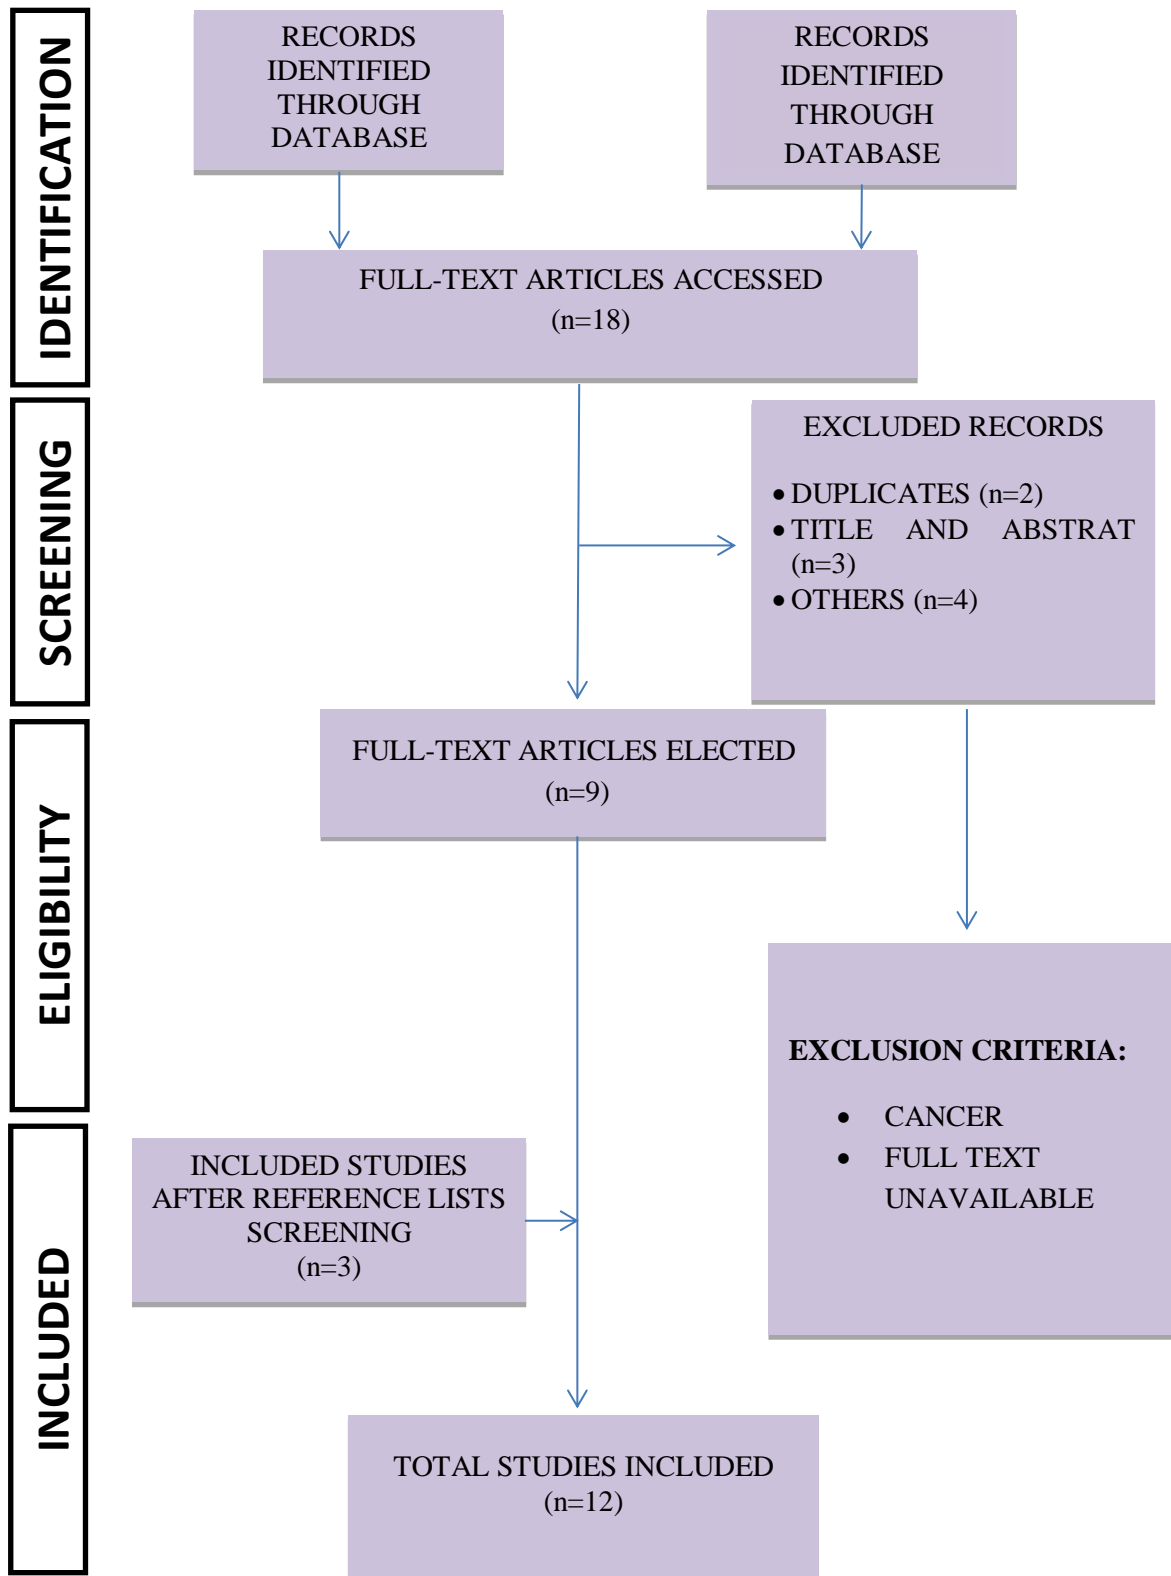 IDENTIFICATION
RECORDS
IDENTIFIED
THROUGH
DATABASE
RECORDS
IDENTIFIED
THROUGH
DATABASE
FULL-TEXT ARTICLES ACCESSED
(n=18)
SCREENING
EXCLUDED RECORDS
• DUPLICATES (n=2)
• TITLE AND ABSTRAT
(n=3)
• OTHERS (n=4)
ELIGIBILITY
FULL-TEXT ARTICLES ELECTED
(n=9)
EXCLUSION CRITERIA:
• CANCER
• FULL TEXT
UNAVAILABLE
INCLUDED
INCLUDED STUDIES
AFTER REFERENCE LISTS
SCREENING
(n=3)
TOTAL STUDIES INCLUDED
(n=12)